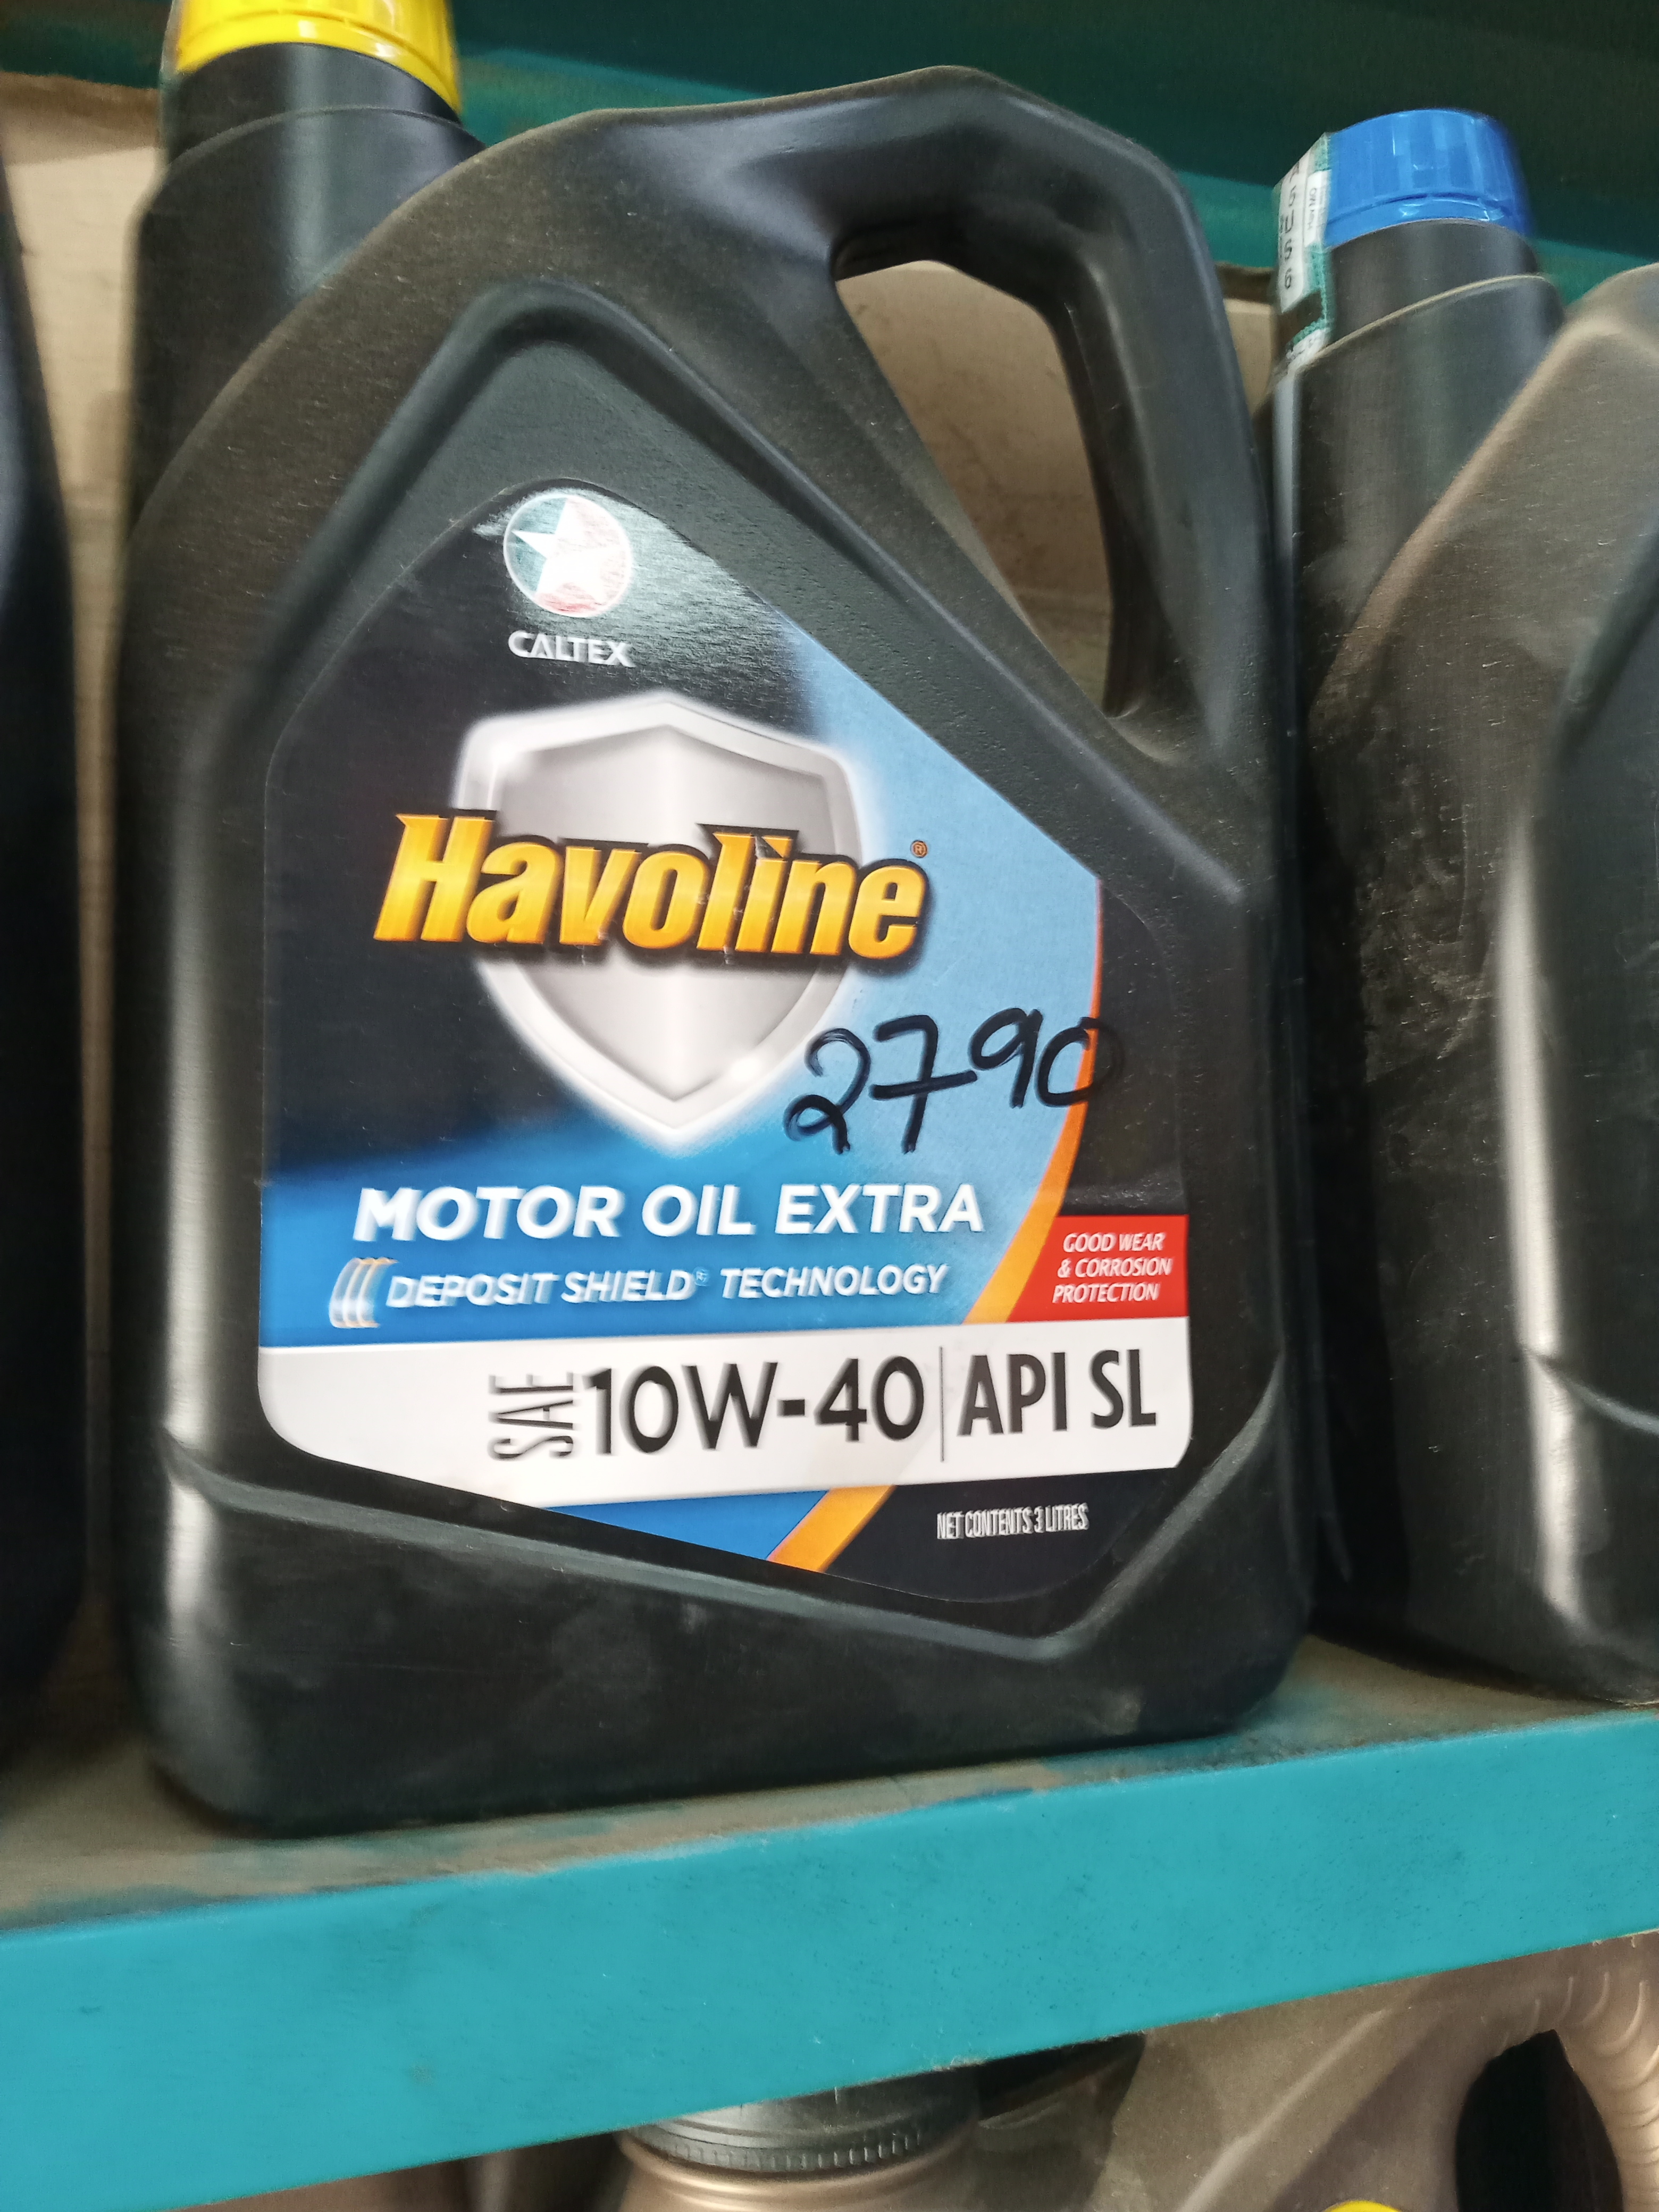 CALTEX
Havoline®
2790
MOTOR OIL EXTRA
DEPOSIT SHIELD® TECHNOLOGY
GOOD WEAR
& CORROSION
PROTECTION
SAE 10W-40 | API SL
NET CONTENTS 3 LITRES